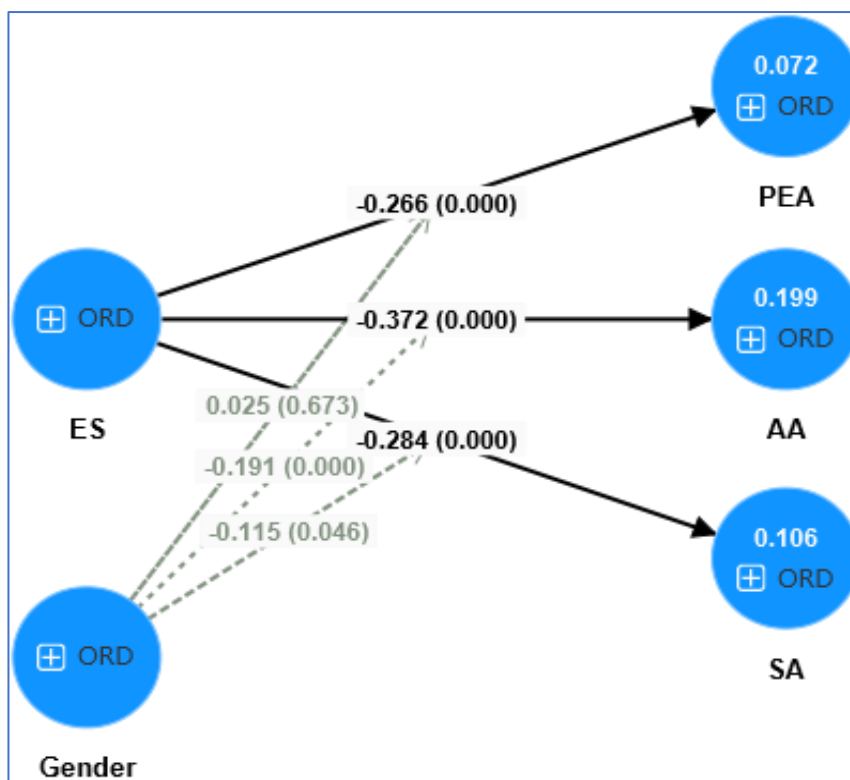 0.072
ORD
PEA
-0.266 (0.000)
ORD
ES
-0.372 (0.000)
0.199
ORD
AA
0.025 (0.673)
-0.284 (0.000)
-0.191 (0.000)
-0.115 (0.046)
0.106
ORD
SA
ORD
Gender